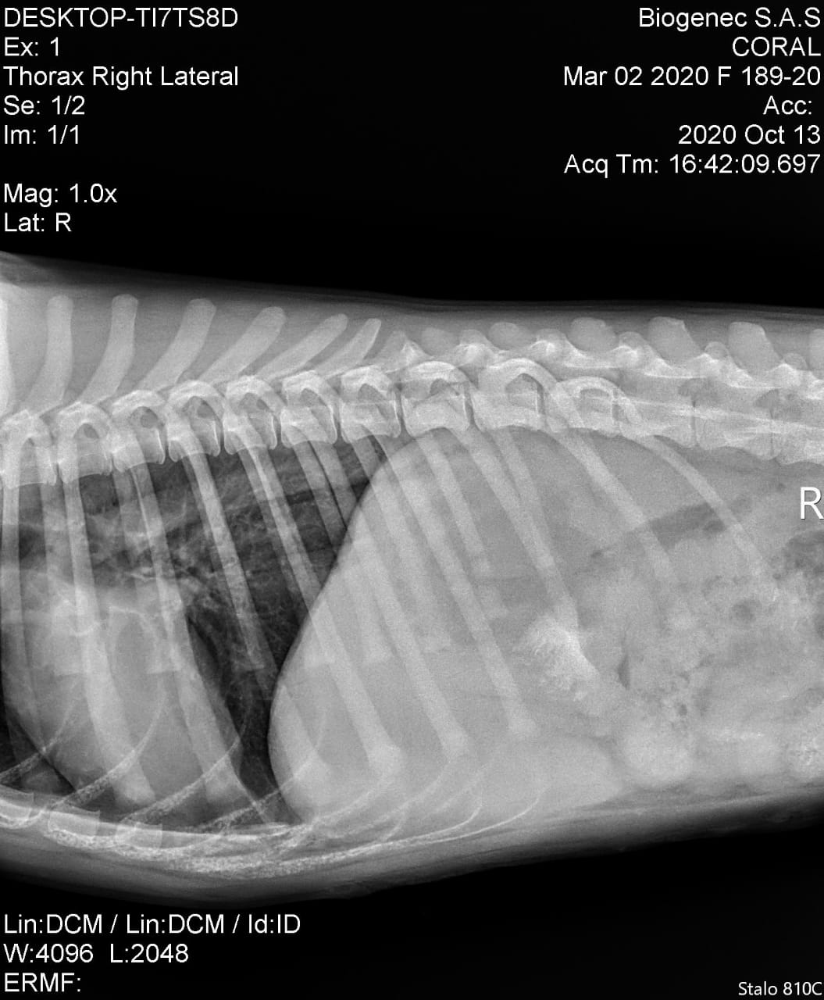 DESKTOP-TI7TS8D
Ex: 1
Thorax Right Lateral
Se: 1/2
Im: 1/1
Mag: 1.0x
Lat: R
Biogenec S.A.S
CORAL
Mar 02 2020 F 189-20
Acc:
2020 Oct 13
Acq Tm: 16:42:09.697
R
Lin:DCM / Lin:DCM / Id:ID
W:4096 L:2048
ERMF:
Stalo 810C